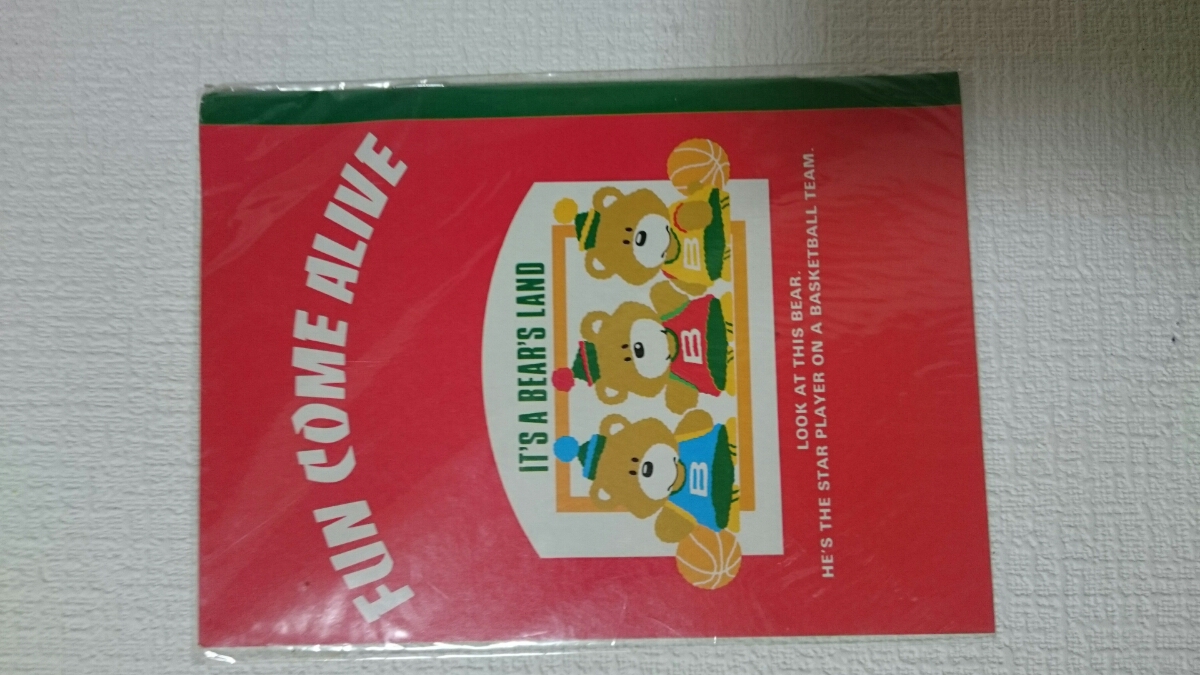 FUN COME ALIVE
IT'S A BEAR'S LAND
B
B
B
LOOK AT THIS BEAR.
HE'S THE STAR PLAYER ON A BASKETBALL TEAM.